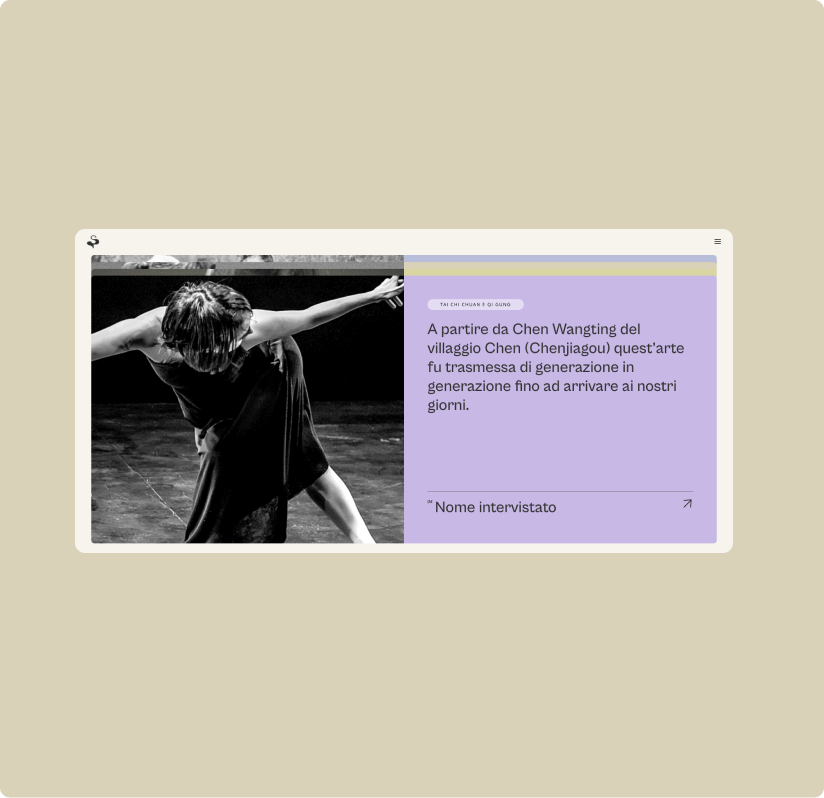 TAI CHI CHUAN E QI GUNG
A partire da Chen Wangting del
villaggio Chen (Chenjiagou) quest'arte
fu trasmessa di generazione in
generazione fino ad arrivare ai nostri
giorni.
Nome intervistato